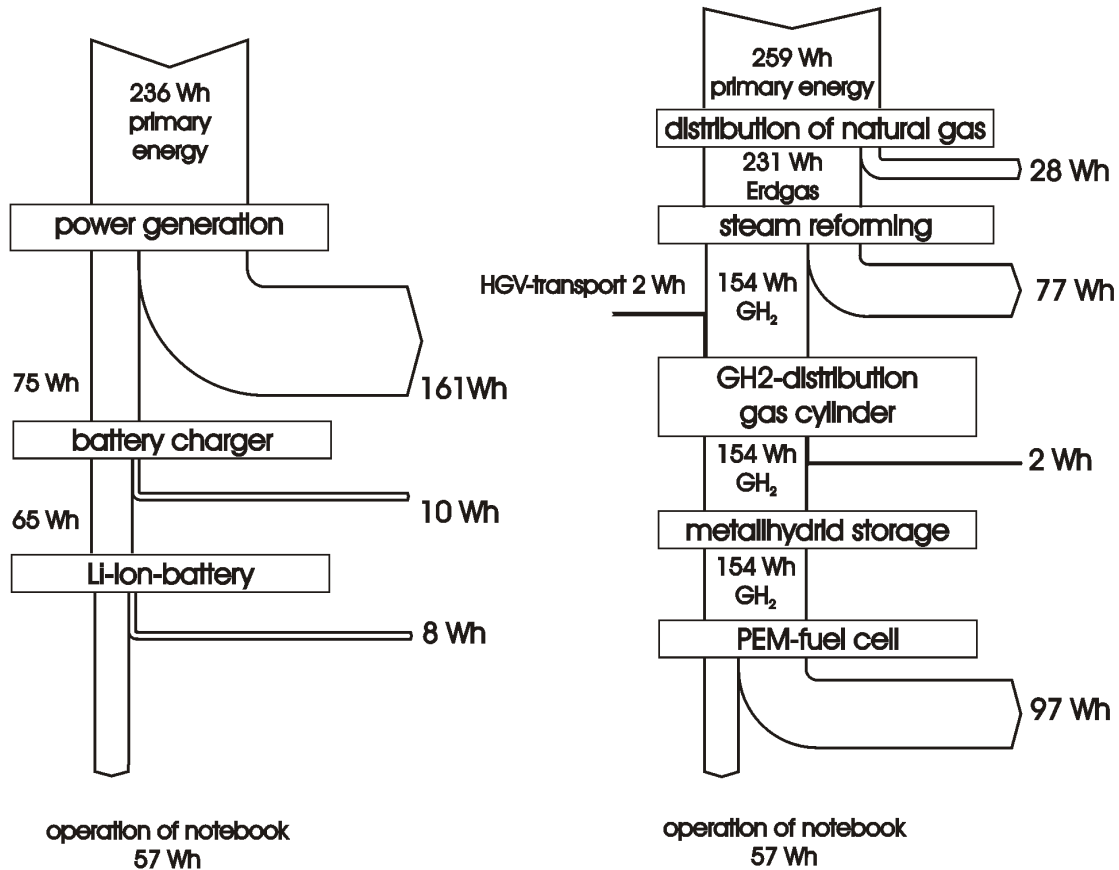 236 Wh
primary
energy
power generation
161Wh
75 Wh
battery charger
10 Wh
65 Wh
Li-Ion-battery
8 Wh
operation of notebook
57 Wh
259 Wh
primary energy
distribution of natural gas
231 Wh
Erdgas
28 Wh
steam reforming
HGV-transport 2 Wh
154 Wh
GH₂
77 Wh
GH2-distribution
gas cylinder
154 Wh
GH₂
2 Wh
metallhydrid storage
154 Wh
GH₂
PEM-fuel cell
97 Wh
operation of notebook
57 Wh